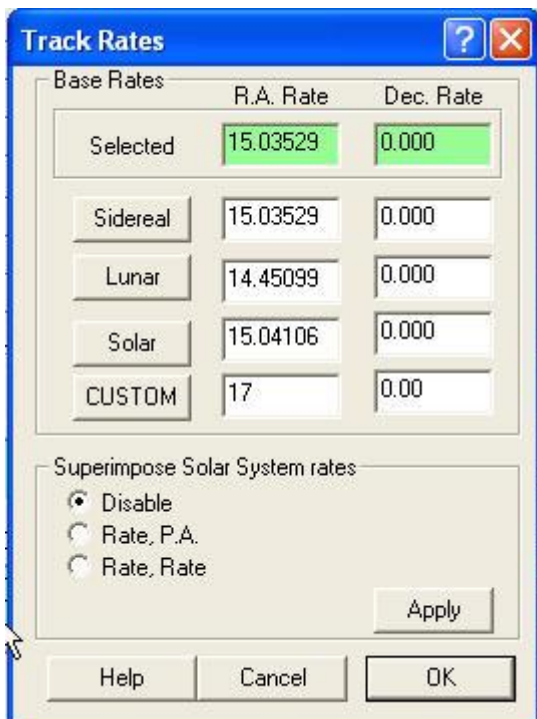 Track Rates
?
Base Rates
R.A. Rate Dec. Rate
Selected 15.03529 0.000
Sidereal 15.03529 0.000
Lunar 14.45099 0.000
Solar 15.04106 0.000
CUSTOM 17 0.00
Superimpose Solar System rates
Disable
Rate, P.A.
Rate, Rate
Apply
Help Cancel OK